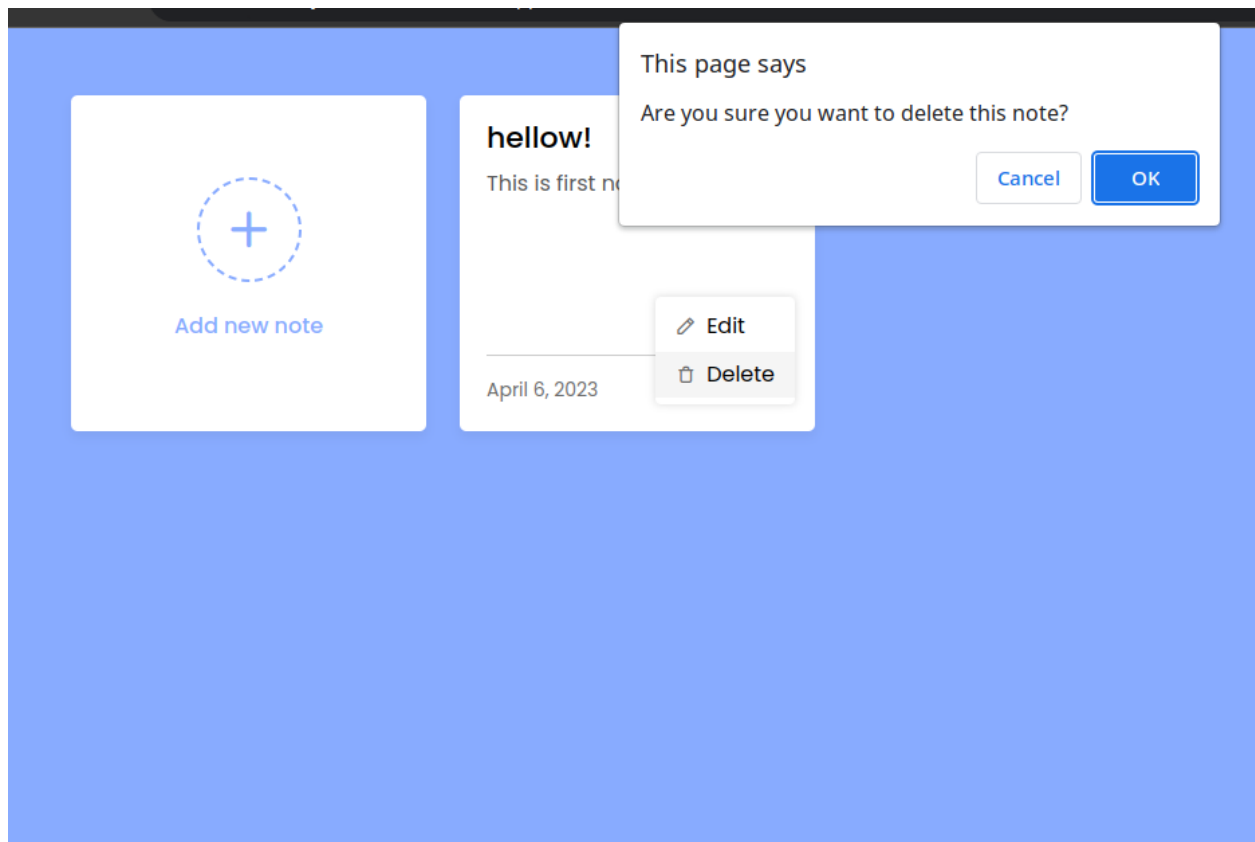 This page says
Are you sure you want to delete this note?
Cancel
OK
hellow!
This is first
Edit
Delete
April 6, 2023
Add new note